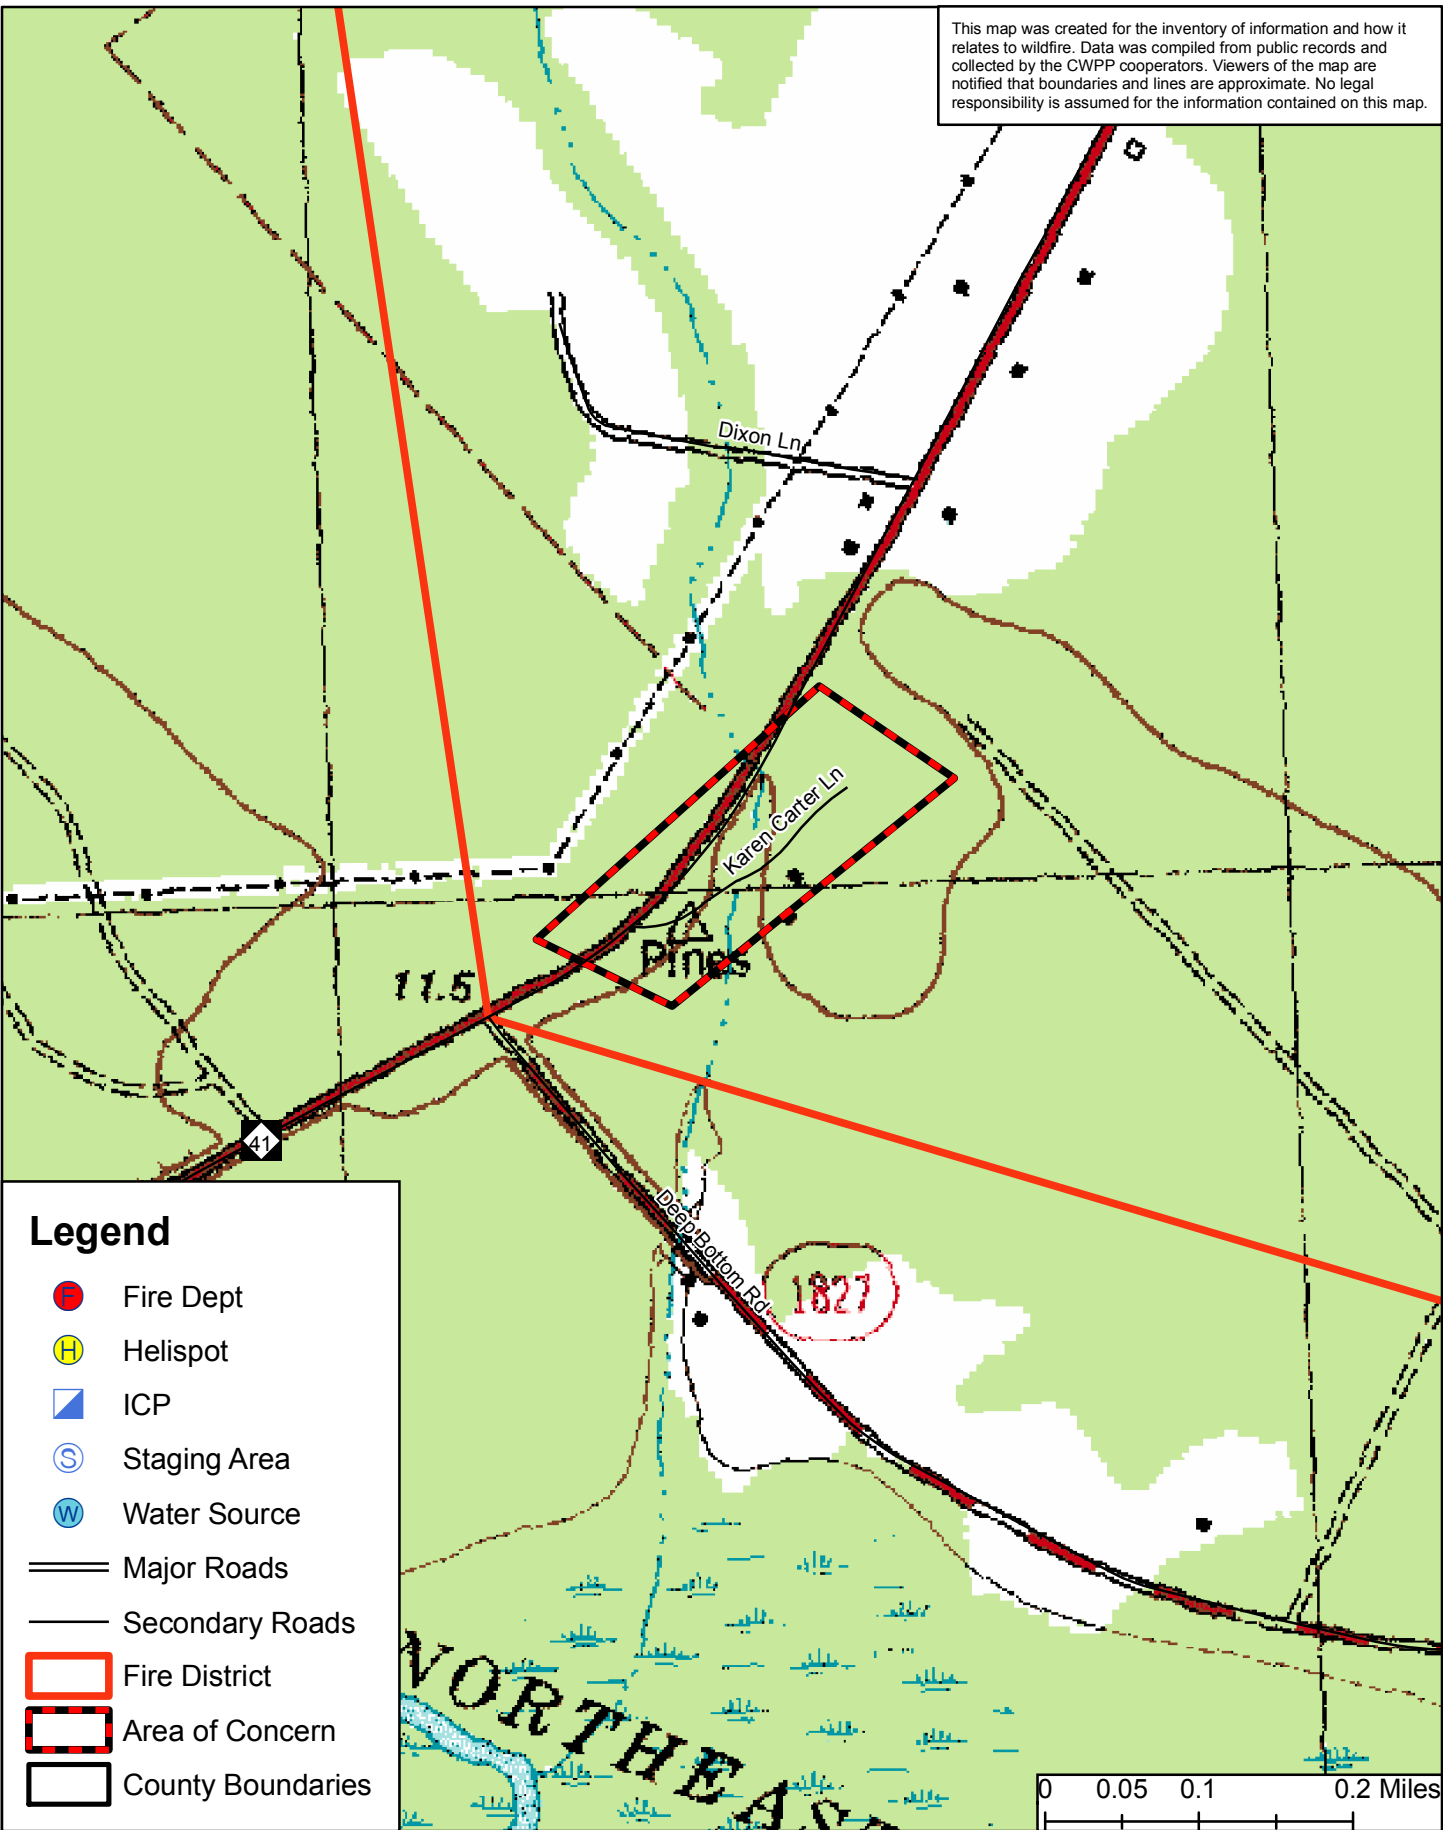 This map was created for the inventory of information and how it
relates to wildfire. Data was compiled from public records and
collected by the CWPP cooperators. Viewers of the map are
notified that boundaries and lines are approximate. No legal
responsibility is assumed for the information contained on this map.
Dixon Ln
Karen Carter Ln
Pines
11.5
41
Deep Bottom Rd
1827
Legend
F Fire Dept
H Helispot
ICP
S Staging Area
W Water Source
Major Roads
Secondary Roads
Fire District
Area of Concern
County Boundaries
NORTHEAST
0 0.05 0.1 0.2 Miles